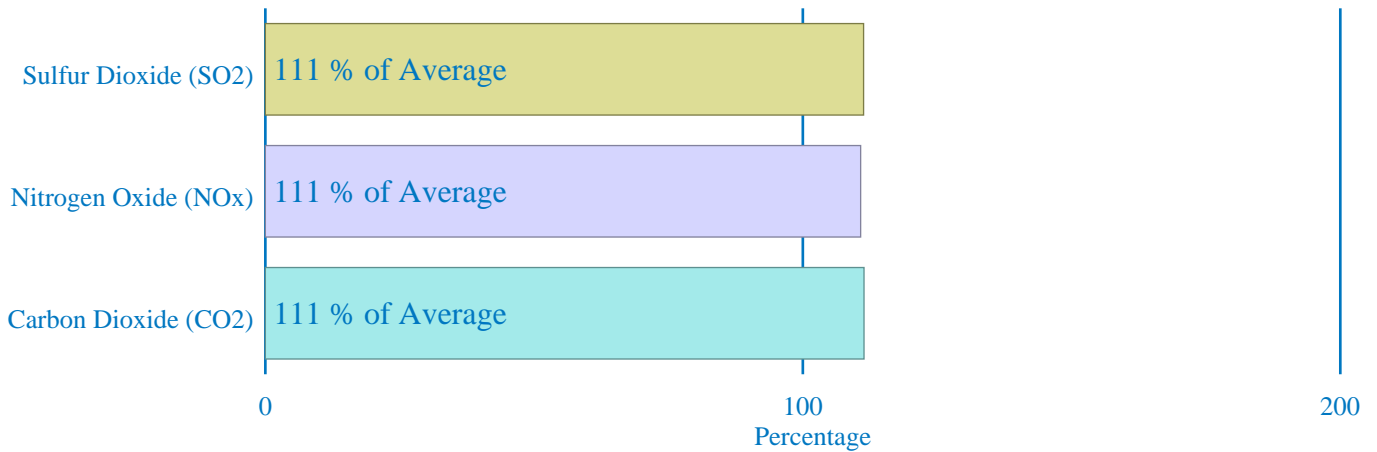 Sulfur Dioxide (SO2)
111 % of Average
Nitrogen Oxide (NOx)
111 % of Average
Carbon Dioxide (CO2)
111 % of Average
0
100
200
Percentage